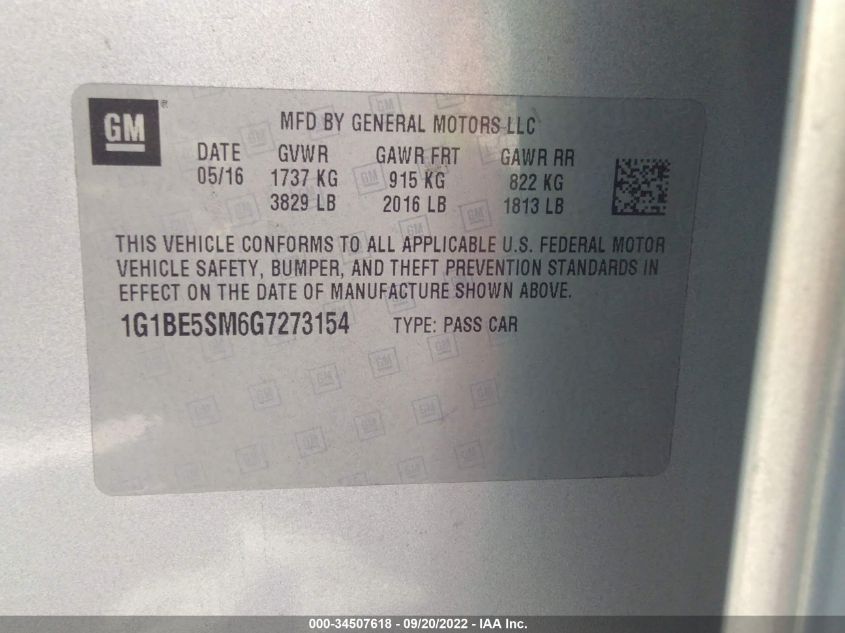 GM ®
MFD BY GENERAL MOTORS LLC
DATE GVWR GAWR FRT GAWR RR
05/16 1737 KG 915 KG 822 KG
3829 LB 2016 LB 1813 LB
THIS VEHICLE CONFORMS TO ALL APPLICABLE U.S. FEDERAL MOTOR
VEHICLE SAFETY, BUMPER, AND THEFT PREVENTION STANDARDS IN
EFFECT ON THE DATE OF MANUFACTURE SHOWN ABOVE.
1G1BE5SM6G7273154 TYPE: PASS CAR
000-34507618 - 09/20/2022 - IAA Inc.